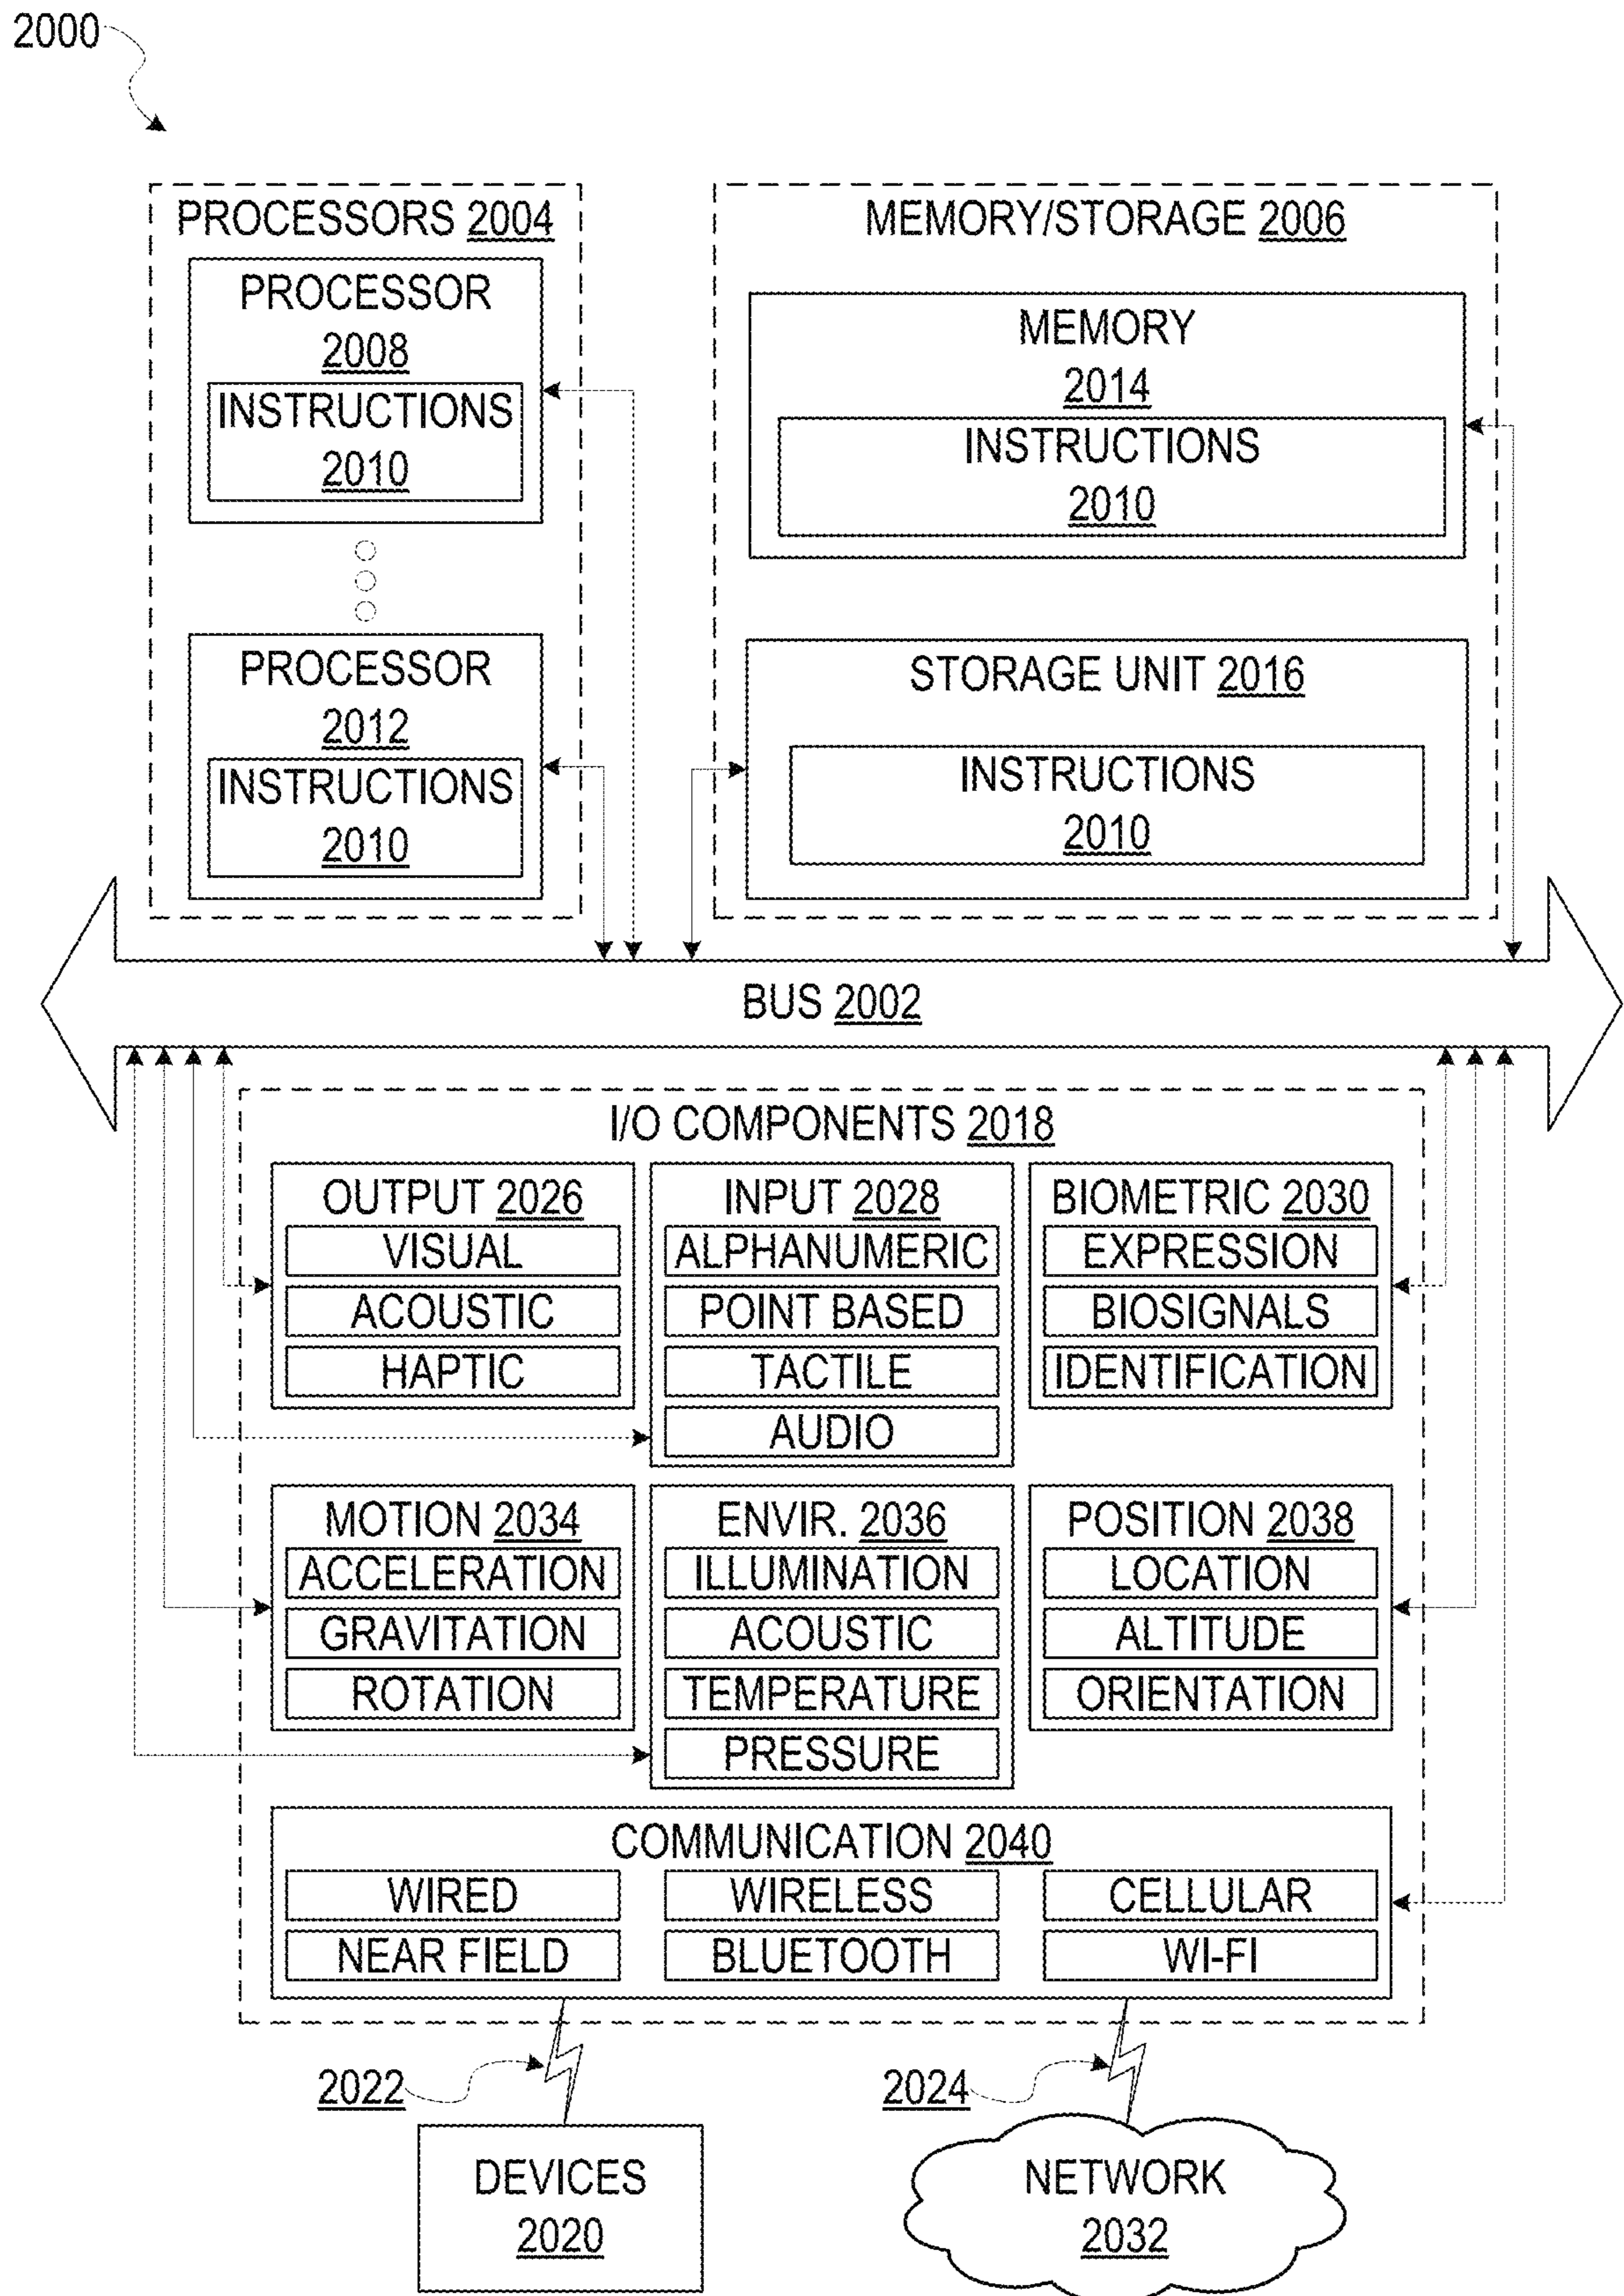 2000
PROCESSORS 2004
PROCESSOR
2008
INSTRUCTIONS
2010
PROCESSOR
2012
INSTRUCTIONS
2010
MEMORY/STORAGE 2006
MEMORY
2014
INSTRUCTIONS
2010
STORAGE UNIT 2016
INSTRUCTIONS
2010
BUS 2002
I/O COMPONENTS 2018
OUTPUT 2026
VISUAL
ACOUSTIC
HAPTIC
INPUT 2028
ALPHANUMERIC
POINT BASED
TACTILE
AUDIO
BIOMETRIC 2030
EXPRESSION
BIOSIGNALS
IDENTIFICATION
MOTION 2034
ACCELERATION
GRAVITATION
ROTATION
ENVIR. 2036
ILLUMINATION
ACOUSTIC
TEMPERATURE
PRESSURE
POSITION 2038
LOCATION
ALTITUDE
ORIENTATION
COMMUNICATION 2040
WIRED
WIRELESS
CELLULAR
NEAR FIELD
BLUETOOTH
WI-FI
2022
2024
DEVICES
2020
NETWORK
2032